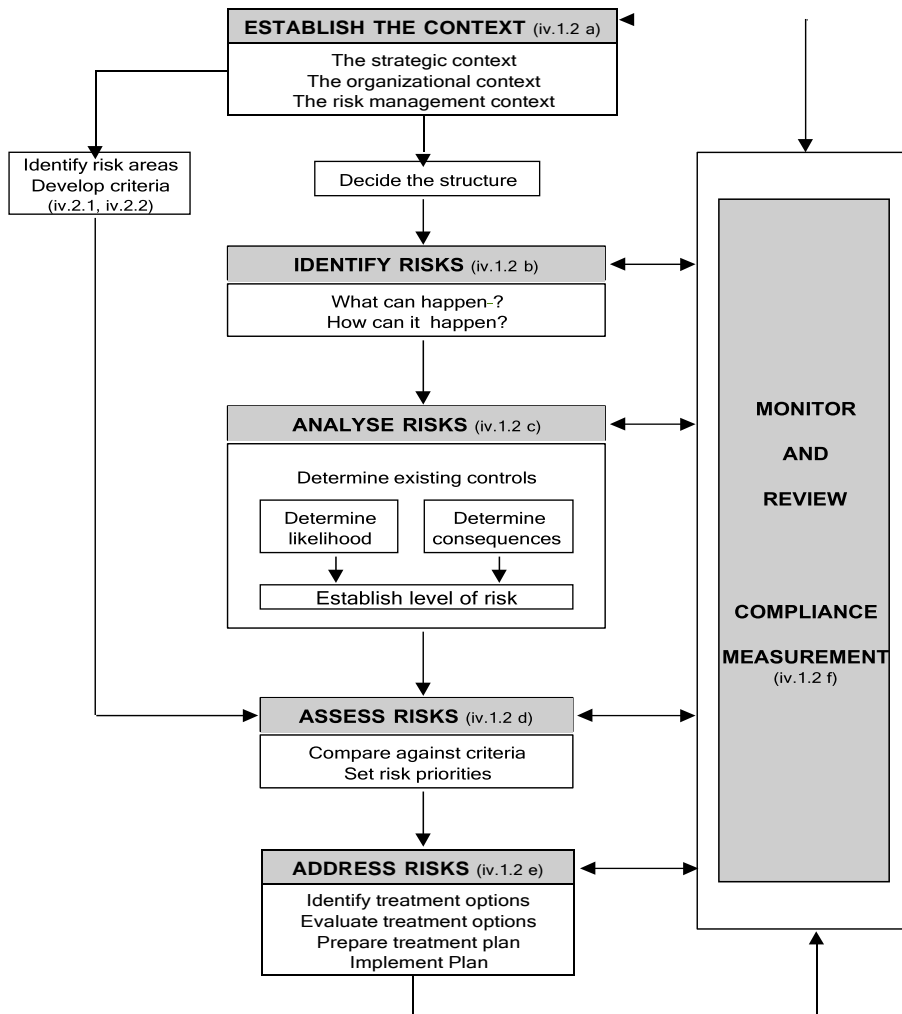 ESTABLISH THE CONTEXT (iv.1.2 a)
The strategic context
The organizational context
The risk management context
Identify risk areas
Develop criteria
(iv.2.1, iv.2.2)
Decide the structure
IDENTIFY RISKS (iv.1.2 b)
What can happen-?
How can it happen?
ANALYSE RISKS (iv.1.2 c)
Determine existing controls
Determine
likelihood
Determine
consequences
Establish level of risk
ASSESS RISKS (iv.1.2 d)
Compare against criteria
Set risk priorities
ADDRESS RISKS (iv.1.2 e)
Identify treatment options
Evaluate treatment options
Prepare treatment plan
Implement Plan
MONITOR
AND
REVIEW
COMPLIANCE
MEASUREMENT
(iv.1.2 f)